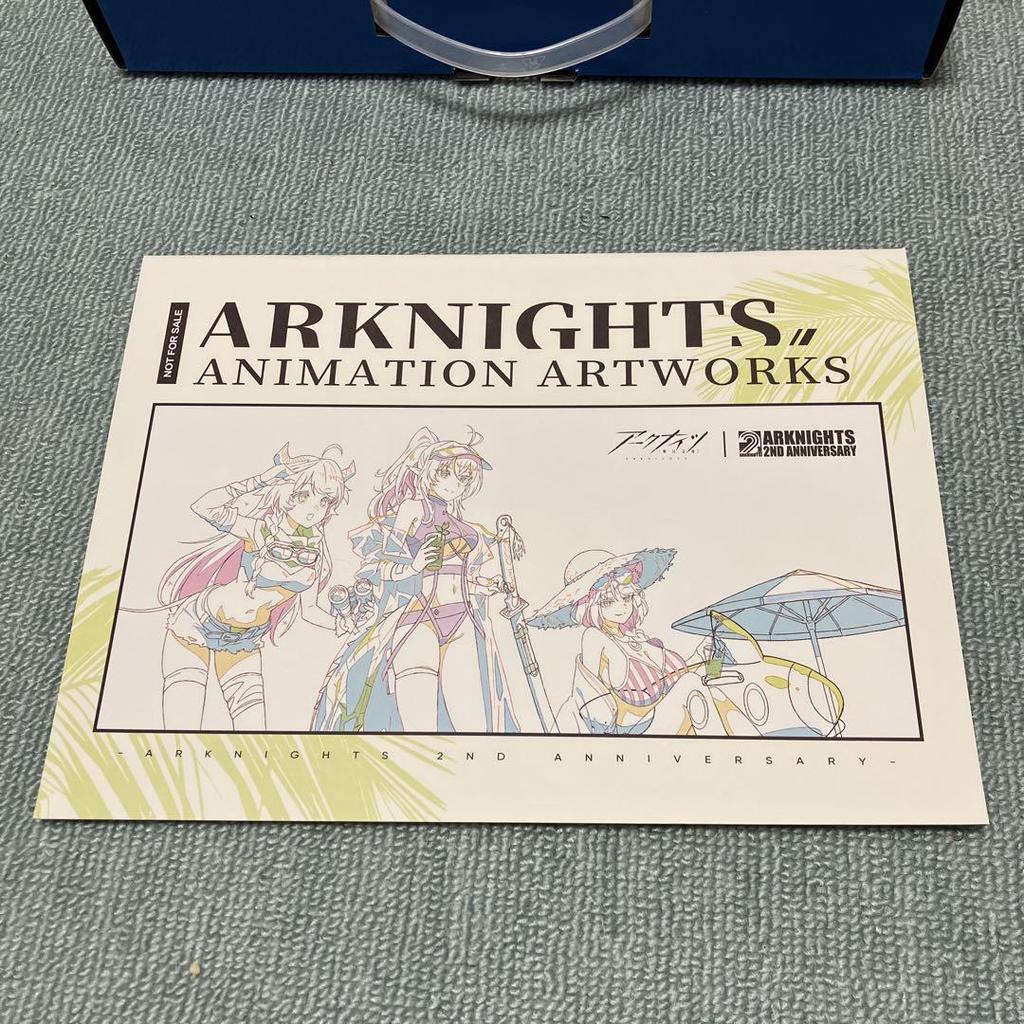 NOT FOR SALE
ARKNIGHTS
ANIMATION ARTWORKS
アークナイツ
ARKNIGHTS
2ND ANNIVERSARY
- ARKNIGHTS 2ND ANNIVERSARY -